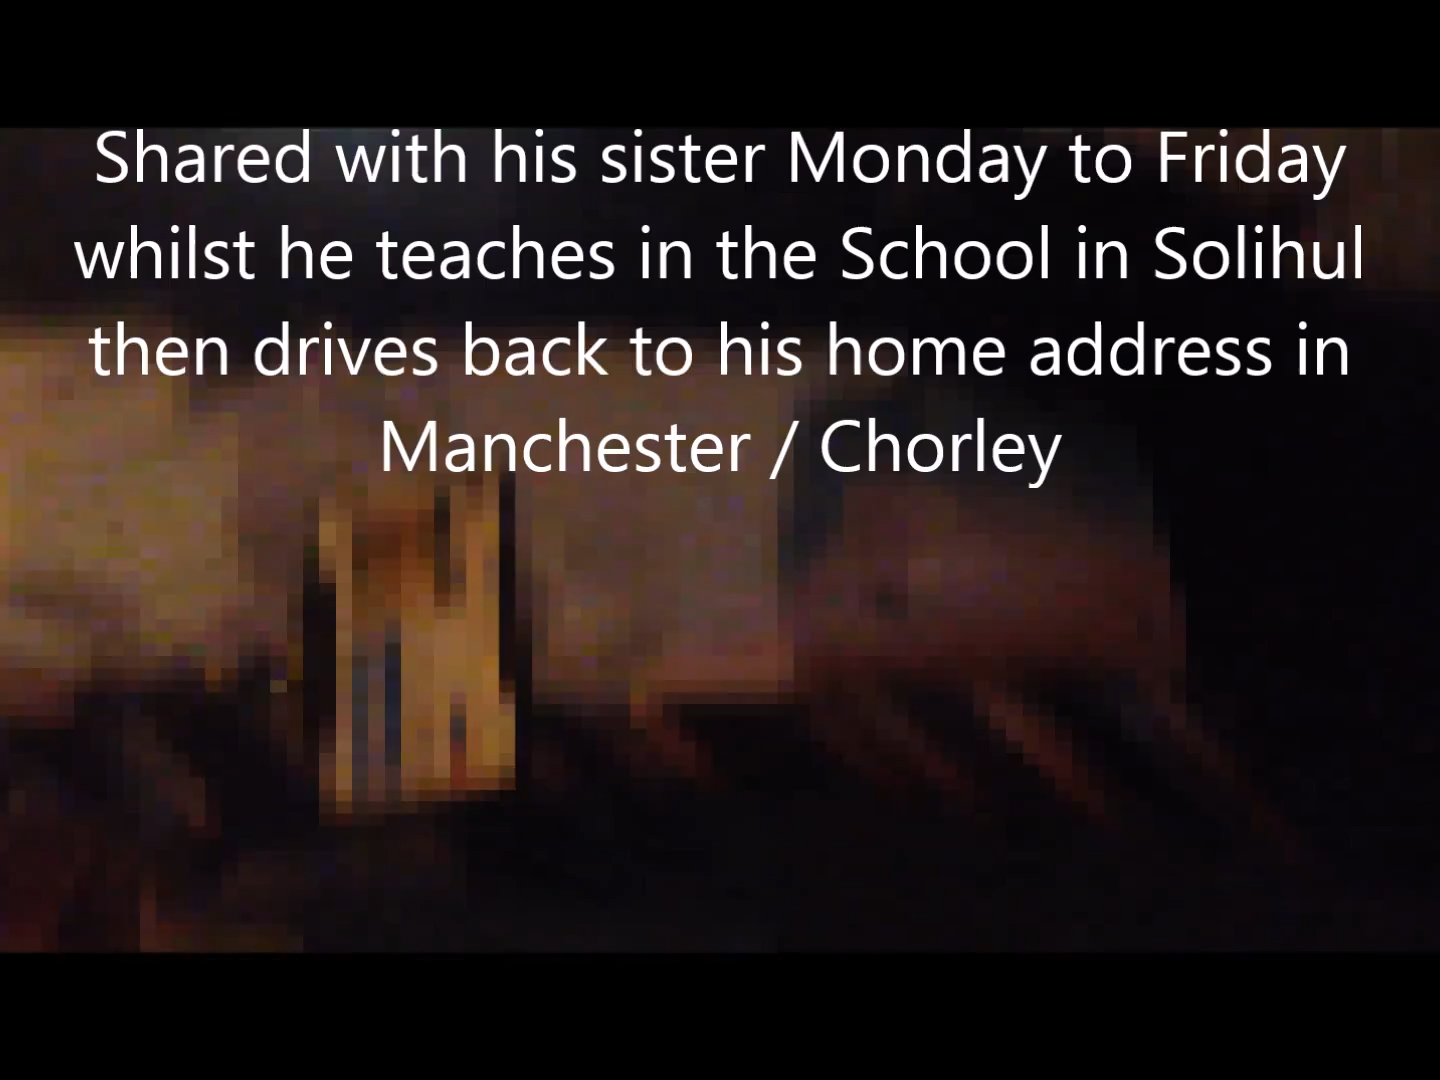 Shared with his sister Monday to Friday
whilst he teaches in the School in Solihul
then drives back to his home address in
Manchester / Chorley